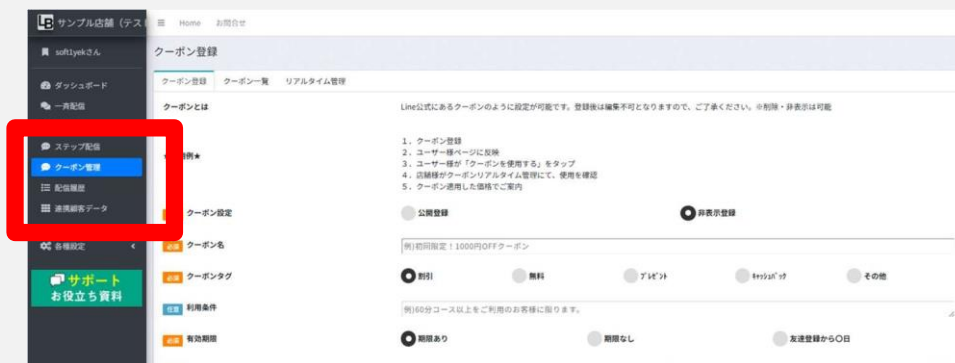 LB サンプル店舗（テスト
Home お問合せ
soft1yekさん
クーポン登録
ダッシュボード
一斉配信
ステップ配信
クーポン管理
配信履歴
連携顧客データ
各種設定
サポート
お役立ち資料
クーポン登録 クーポン一覧 リアルタイム管理
クーポンとは
Line公式にあるクーポンのように設定が可能です。登録後は編集不可となりますので、ご了承ください。※削除・非表示は可能
例★
1. クーポン登録
2. ユーザー様ページに反映
3. ユーザー様が「クーポンを使用する」をタップ
4. 店舗様がクーポンリアルタイム管理にて、使用を確認
5. クーポン適用した価格でご案内
クーポン設定 公開登録 非表示登録
必須 クーポン名 例)初回限定！1000円OFFクーポン
必須 クーポンタグ 割引 無料 ﾌﾟﾚｾﾞﾝﾄ ｷｬｯｼｭﾊﾞｯｸ その他
任意 利用条件 例)60分コース以上をご利用のお客様に限ります。
必須 有効期限 期限あり 期限なし 友達登録から〇日